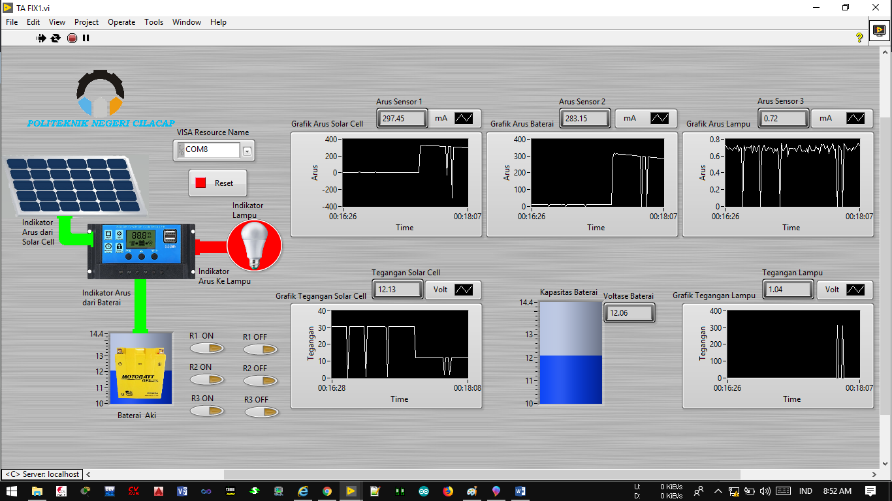 TA FIX1.vi
File Edit View Project Operate Tools Window Help
POLITEKNIK NEGERI CILACAP
VISA Resource Name
COM8
Reset
Indikator
Lampu
Indikator
Arus dari
Solar Cell
Indikator
Arus Ke Lampu
Indikator Arus
dari Baterai
14.4
13
12
11
10
MOTOBATT
Baterai Aki
R1 ON
R1 OFF
R2 ON
R2 OFF
R3 ON
R3 OFF
Arus Sensor 1
Grafik Arus Solar Cell
297.45
mA
Arus
400
200
0
-200
-400
00:16:26
00:18:07
Time
Arus Sensor 2
Grafik Arus Baterai
283.15
mA
Arus
400
300
200
100
0
00:16:26
00:18:07
Time
Arus Sensor 3
Grafik Arus Lampu
0.72
mA
Arus
0.8
0.6
0.4
0.2
0
00:16:26
00:18:07
Time
Tegangan Solar Cell
Grafik Tegangan Solar Cell
12.13
Volt
Tegangan
40
30
20
10
0
00:16:28
00:18:08
Time
Kapasitas Baterai
14.4
13
12
11
10
Voltase Baterai
12.06
Tegangan Lampu
Grafik Tegangan Lampu
1.04
Volt
Tegangan
400
300
200
100
0
00:16:26
00:18:07
Time
<C> Server: localhost
Lt: 0 KiB/s
D: 0 KiB/s
IND
8:52 AM